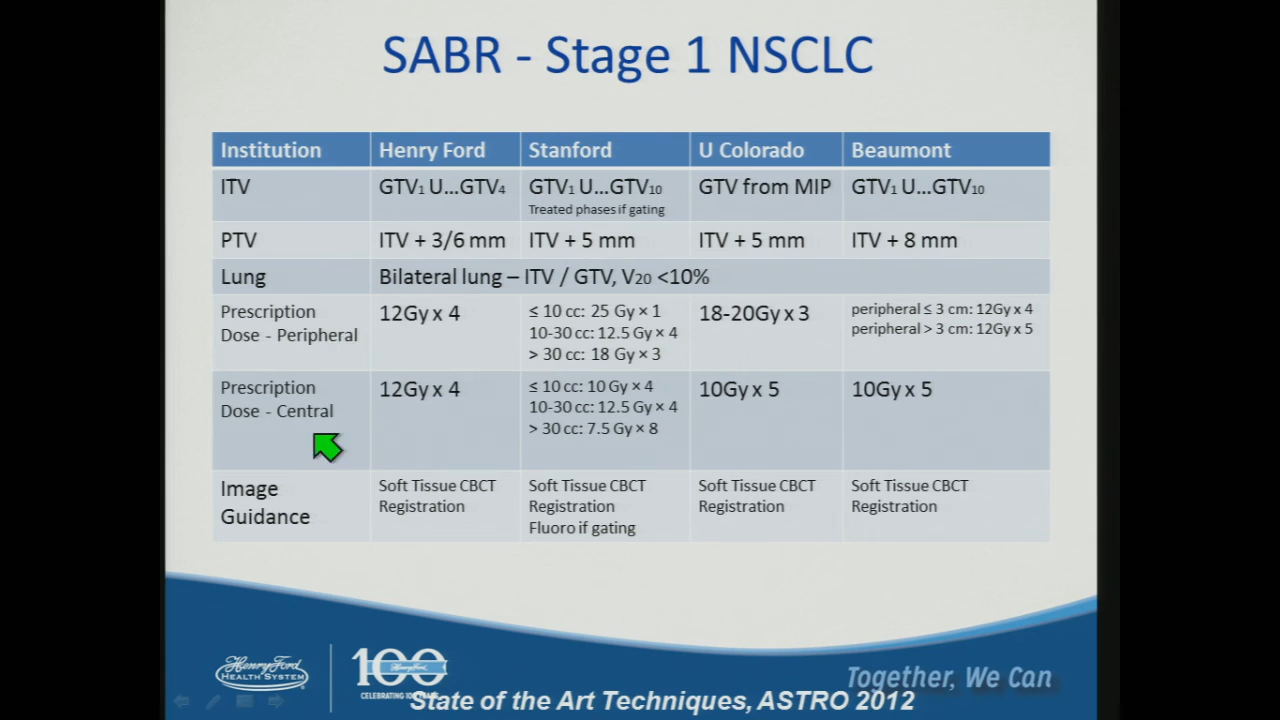 SABR - Stage 1 NSCLC
Institution
Henry Ford
Stanford
U Colorado
Beaumont
ITV
GTV1 U...GTV4
GTV1 U...GTV10
Treated phases if gating
GTV from MIP
GTV1 U...GTV10
PTV
ITV + 3/6 mm
ITV + 5 mm
ITV + 5 mm
ITV + 8 mm
Lung
Bilateral lung – ITV / GTV, V20 <10%
Prescription
Dose - Peripheral
12Gy x 4
≤ 10 cc: 25 Gy × 1
10-30 cc: 12.5 Gy × 4
> 30 cc: 18 Gy × 3
18-20Gy x 3
peripheral ≤ 3 cm: 12Gy x 4
peripheral > 3 cm: 12Gy x 5
Prescription
Dose - Central
12Gy x 4
≤ 10 cc: 10 Gy × 4
10-30 cc: 12.5 Gy × 4
> 30 cc: 7.5 Gy × 8
10Gy x 5
10Gy x 5
Image
Guidance
Soft Tissue CBCT
Registration
Soft Tissue CBCT
Registration
Fluoro if gating
Soft Tissue CBCT
Registration
Soft Tissue CBCT
Registration
Henry Ford
HEALTH SYSTEM
100
Henry Ford
CELEBRATING
Together, We Can
State of the Art Techniques, ASTRO 2012